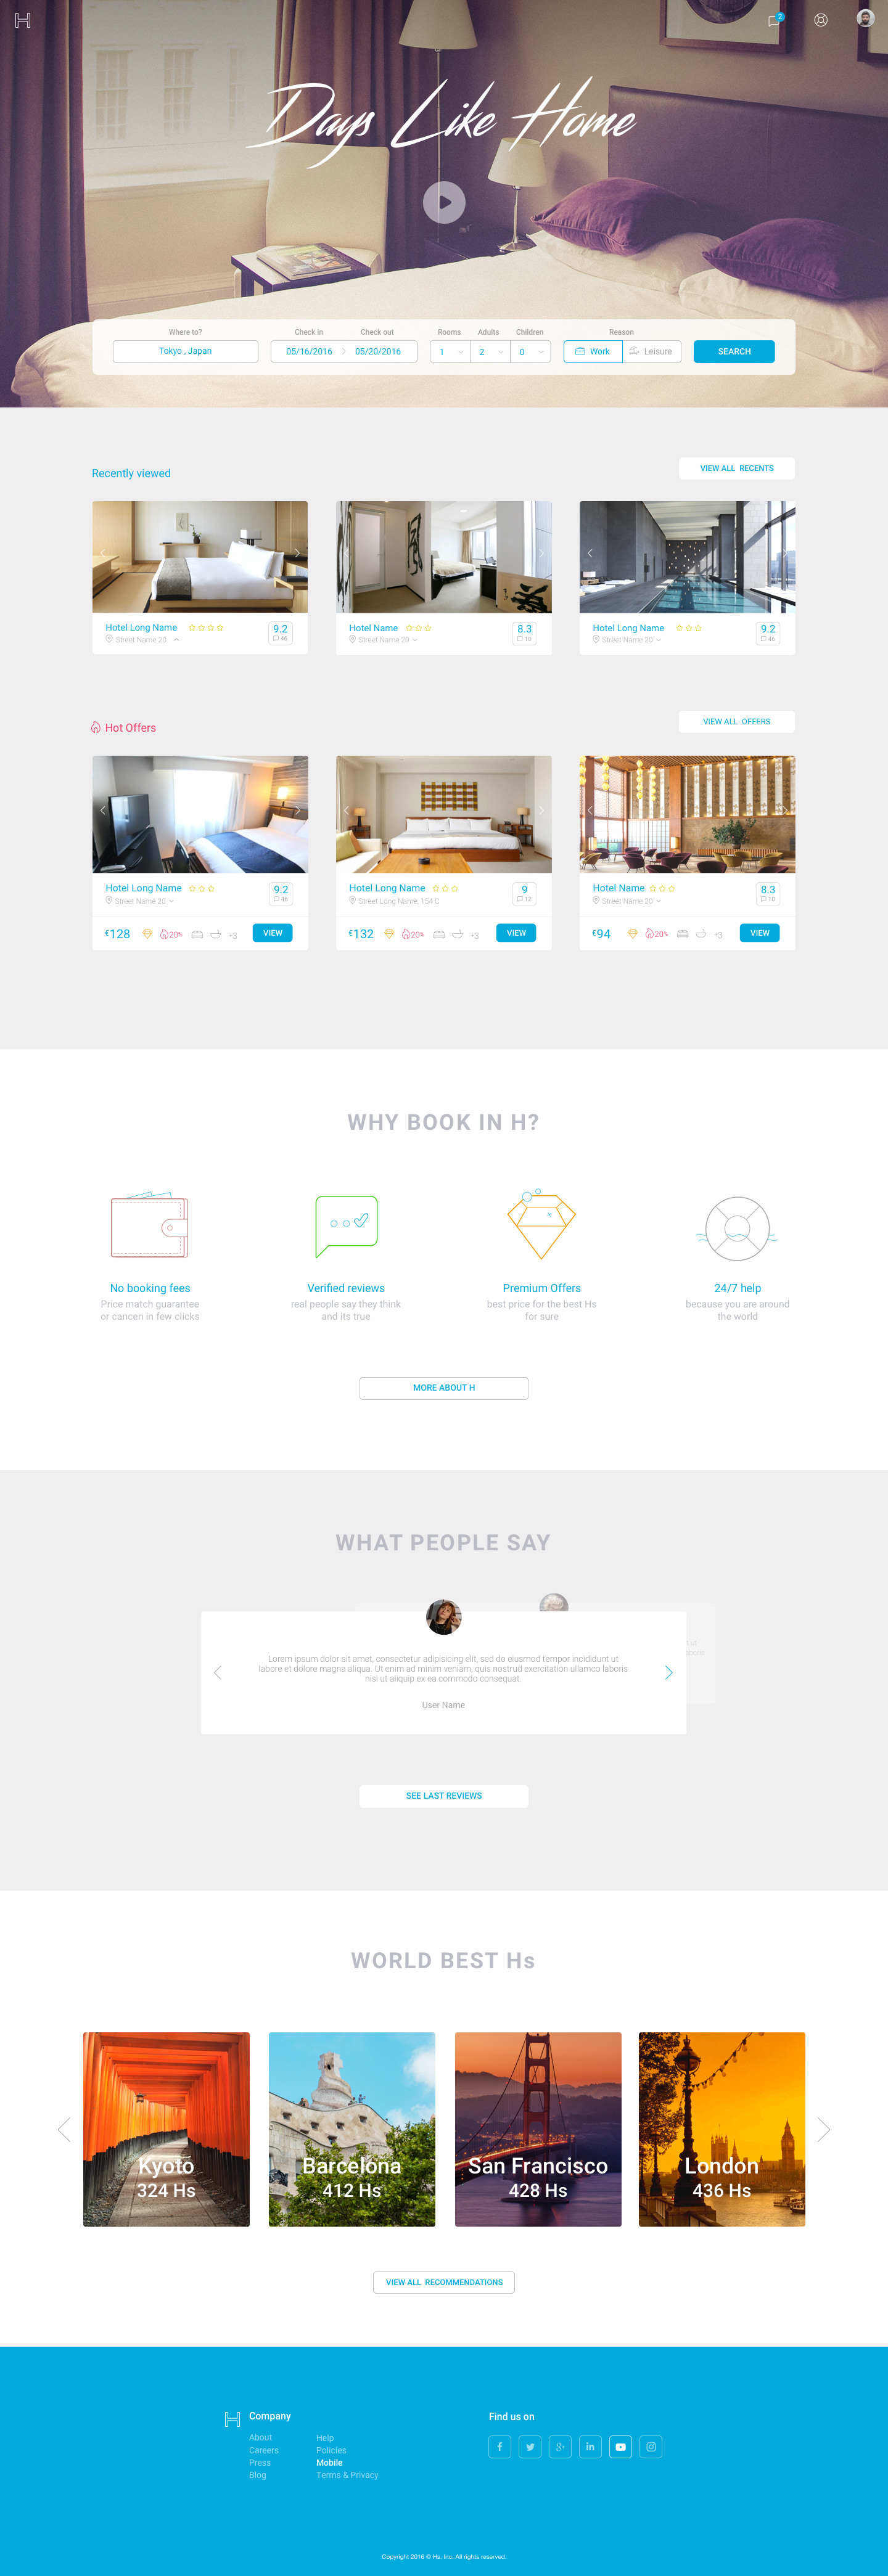 H
2
Days Like Home
Where to? Check in Check out Rooms Adults Children Reason
Tokyo , Japan 05/16/2016 05/20/2016 1 2 0 Work Leisure SEARCH
Recently viewed VIEW ALL RECENTS
Hotel Long Name 9.2
Street Name 20 46
Hotel Name 8.3
Street Name 20 10
Hotel Long Name 9.2
Street Name 20 46
Hot Offers VIEW ALL OFFERS
Hotel Long Name 9.2
Street Name 20 46
€128 20% +3 VIEW
Hotel Long Name 9
Street Long Name, 154 C 12
€132 20% +3 VIEW
Hotel Name 8.3
Street Name 20 10
€94 20% +3 VIEW
WHY BOOK IN H?
No booking fees
Price match guarantee
or cancen in few clicks
Verified reviews
real people say they think
and its true
Premium Offers
best price for the best Hs
for sure
24/7 help
because you are around
the world
MORE ABOUT H
WHAT PEOPLE SAY
Lorem ipsum dolor sit amet, consectetur adipisicing elit, sed do eiusmod tempor incididunt ut
labore et dolore magna aliqua. Ut enim ad minim veniam, quis nostrud exercitation ullamco laboris
nisi ut aliquip ex ea commodo consequat.
User Name
SEE LAST REVIEWS
WORLD BEST Hs
Kyoto
324 Hs
Barcelona
412 Hs
San Francisco
428 Hs
London
436 Hs
VIEW ALL RECOMMENDATIONS
H
Company
About
Careers
Press
Blog
Help
Policies
Mobile
Terms & Privacy
Find us on
Copyright 2016 © Hs, Inc. All rights reserved.